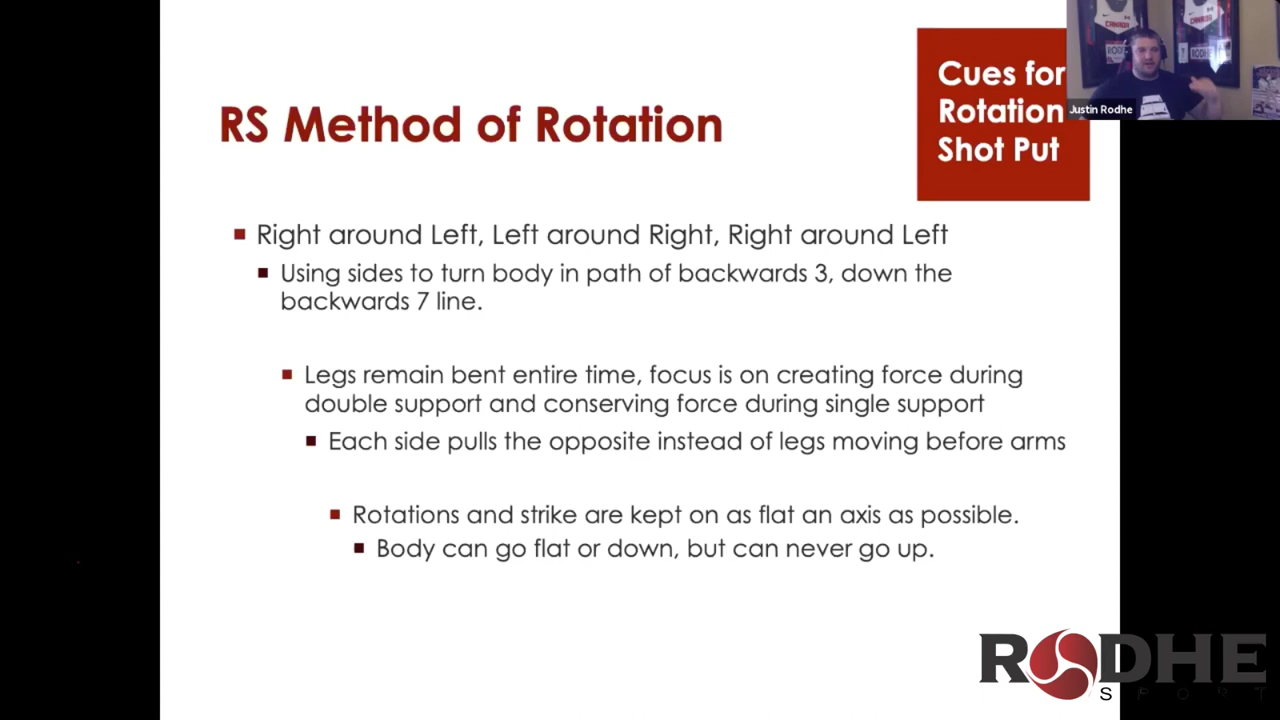 Cues for
Rotation
Shot Put
CANADA
CANADA
Justin Rodhe
RS Method of Rotation
Right around Left, Left around Right, Right around Left
Using sides to turn body in path of backwards 3, down the
backwards 7 line.
Legs remain bent entire time, focus is on creating force during
double support and conserving force during single support
Each side pulls the opposite instead of legs moving before arms
Rotations and strike are kept on as flat an axis as possible.
Body can go flat or down, but can never go up.
RODHE
SPORT